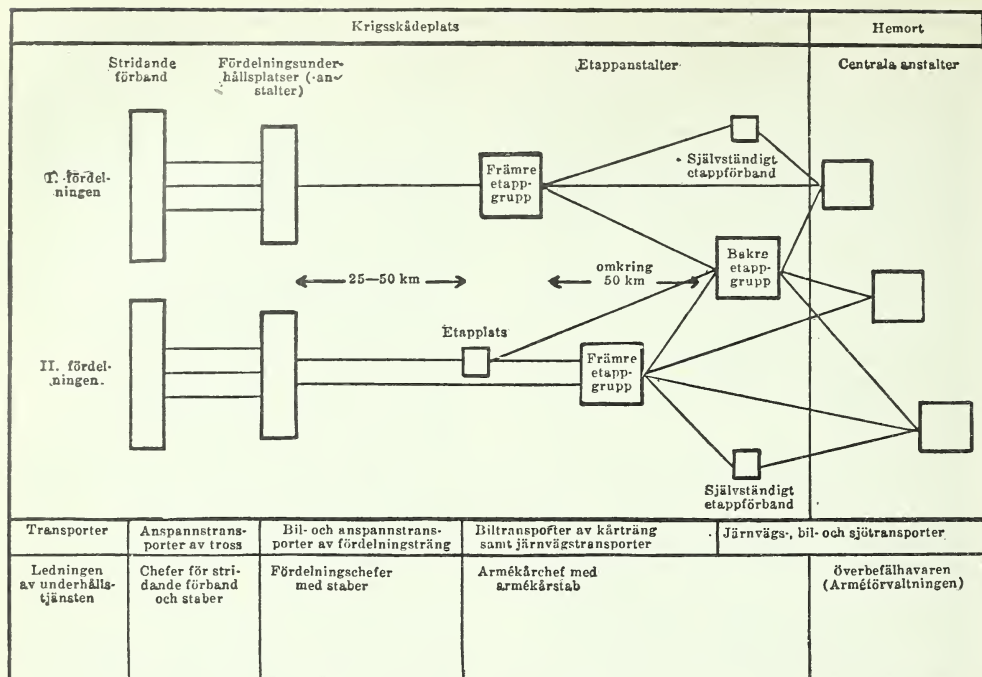 Krigsskådeplats
Hemort
Stridande
förband
Fördelningsunder-
hållsplatser (-an-
stalter)
Etappanstalter
Centrala anstalter
I. fördel-
ningen
Främre
etapp-
grupp
Självständigt
etappförband
Bakre
etapp-
grupp
25—50 km
omkring
50 km
Etapplats
II. fördel-
ningen.
Främre
etapp-
grupp
Självständigt
etappförband
Transporter
Anspannstrans-
porter av tross
Bil- och anspannstrans-
porter av fördelningsträng
Biltransporter av kårträng
samt järnvägstransporter
Järnvägs-, bil- och sjötransporter
Ledningen
av underhålls-
tjänsten
Chefer för stri-
dande förband
och staber
Fördelningschefer
med staber
Armékårchef med
armékårstab
Överbefälhavaren
(Arméförvaltningen)